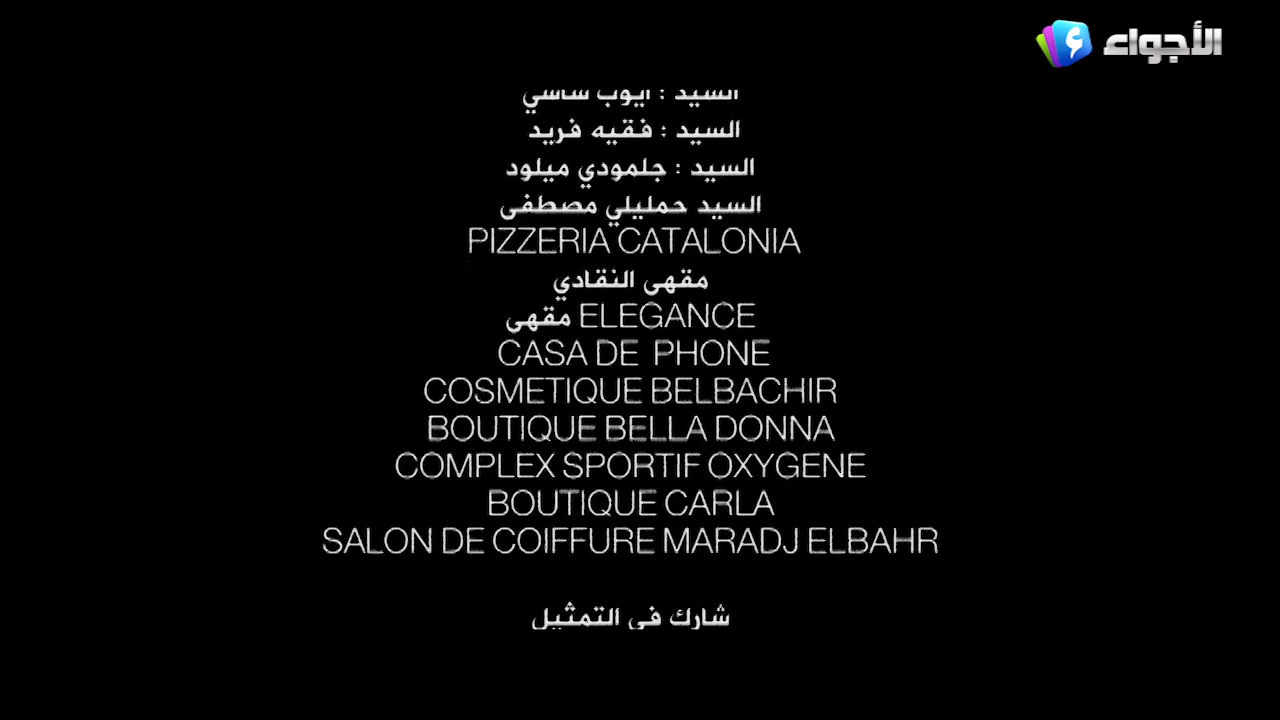 الأجواء
السيد : أيوب ساسي
السيد : فقيه فريد
السيد : جلمودي ميلود
السيد حمليلي مصطفى
PIZZERIA CATALONIA
مقهى النقادي
مقهى ELEGANCE
CASA DE PHONE
COSMETIQUE BELBACHIR
BOUTIQUE BELLA DONNA
COMPLEX SPORTIF OXYGENE
BOUTIQUE CARLA
SALON DE COIFFURE MARADJ ELBAHR
شارك في التمثيل